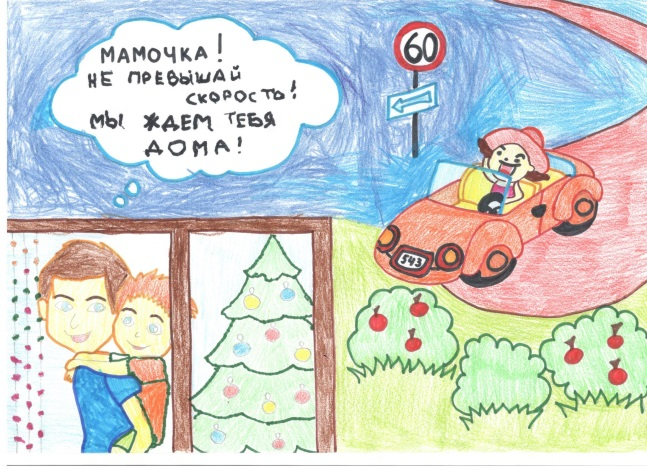 МАМОЧКА!
НЕ ПРЕВЫШАЙ
СКОРОСТЬ!
МЫ ЖДЕМ ТЕБЯ
ДОМА!
60
543